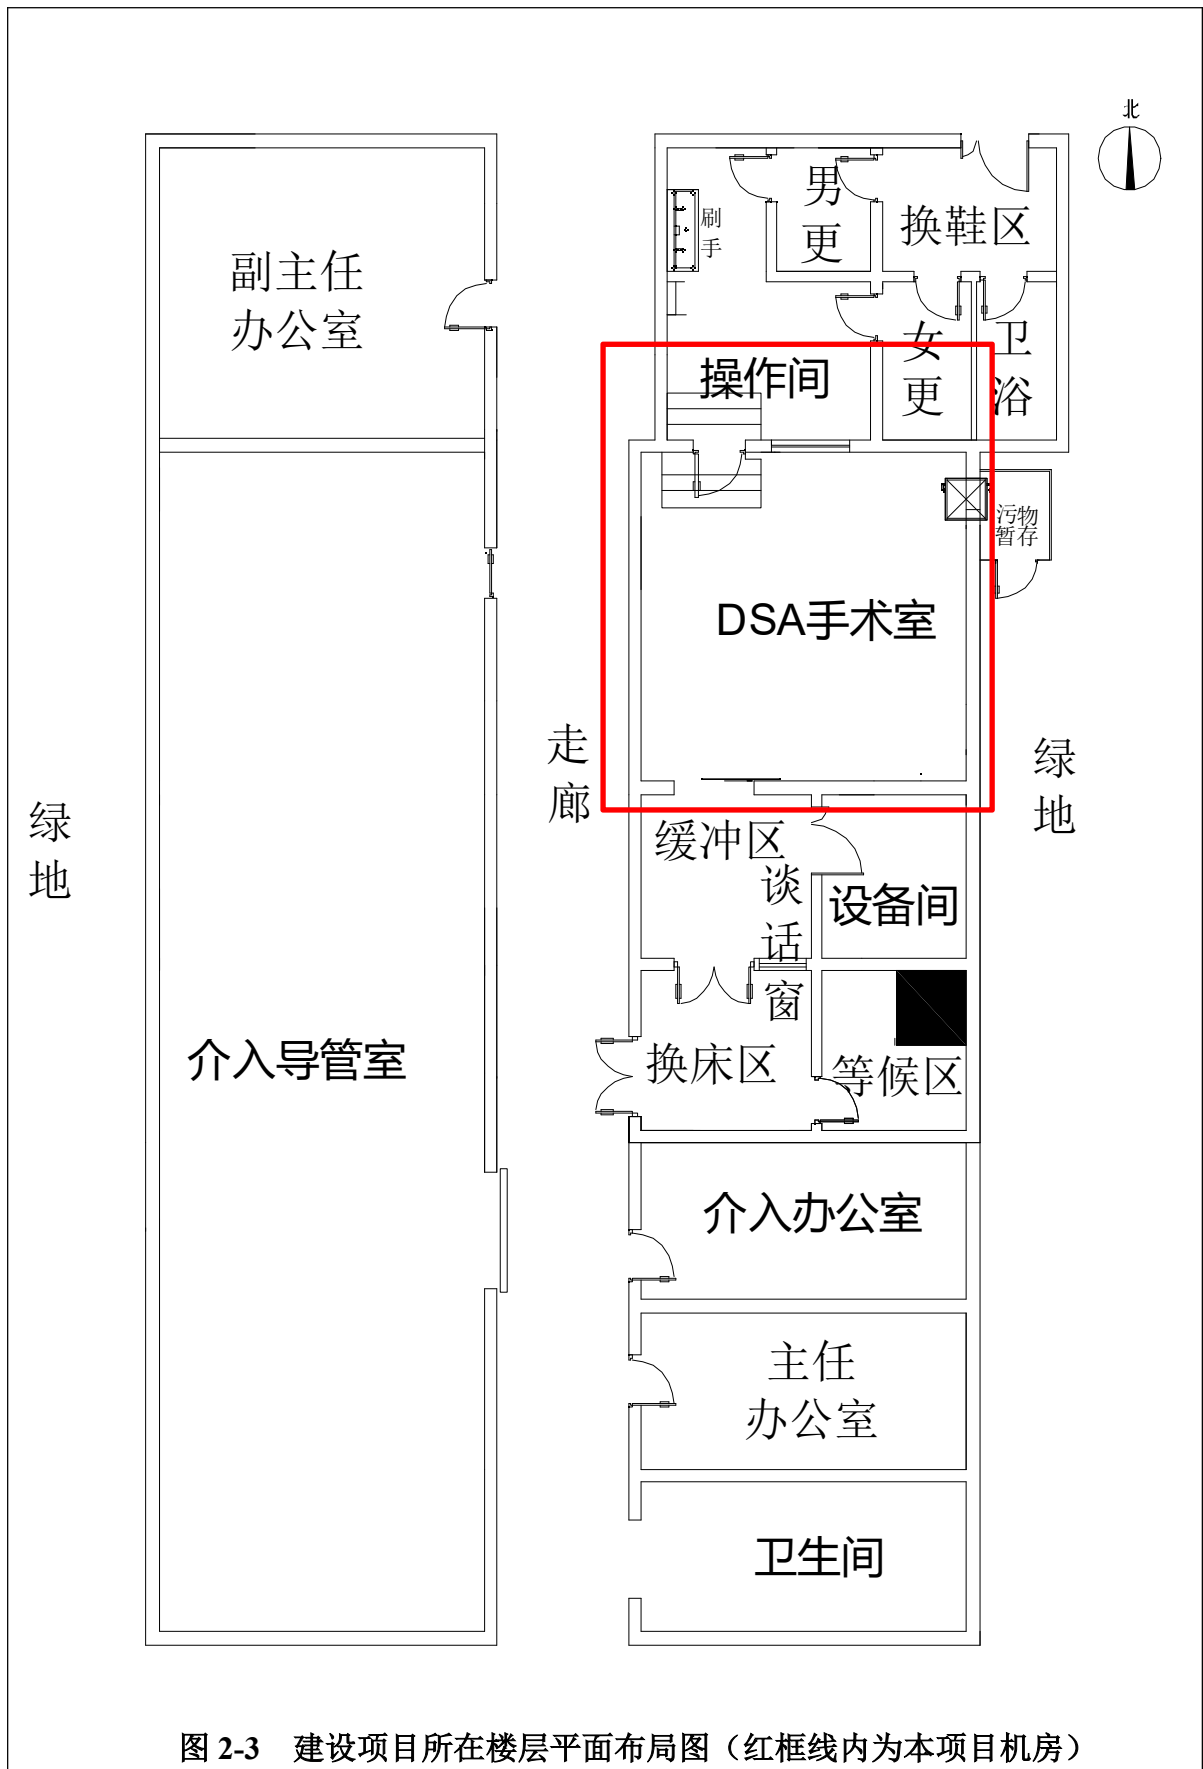 北
男
更
刷
手
换鞋区
副主任
办公室
女
更
卫
浴
操作间
污物
暂存
DSA手术室
走
廊
绿
地
绿
地
缓冲区
谈
话
窗
设备间
介入导管室
换床区
等候区
介入办公室
主任
办公室
卫生间
图 2-3 建设项目所在楼层平面布局图（红框线内为本项目机房）